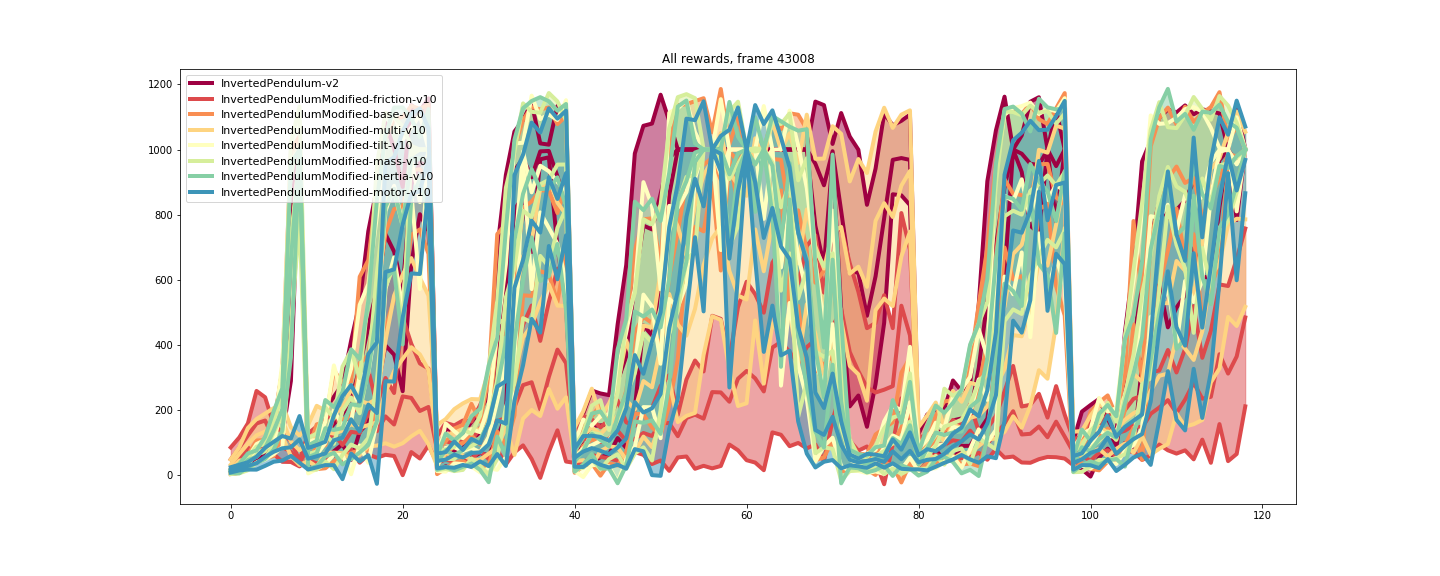 All rewards, frame 43008
1200
1000
800
600
400
200
0
InvertedPendulum-v2
InvertedPendulumModified-friction-v10
InvertedPendulumModified-base-v10
InvertedPendulumModified-multi-v10
InvertedPendulumModified-tilt-v10
InvertedPendulumModified-mass-v10
InvertedPendulumModified-inertia-v10
InvertedPendulumModified-motor-v10
0 20 40 60 80 100 120